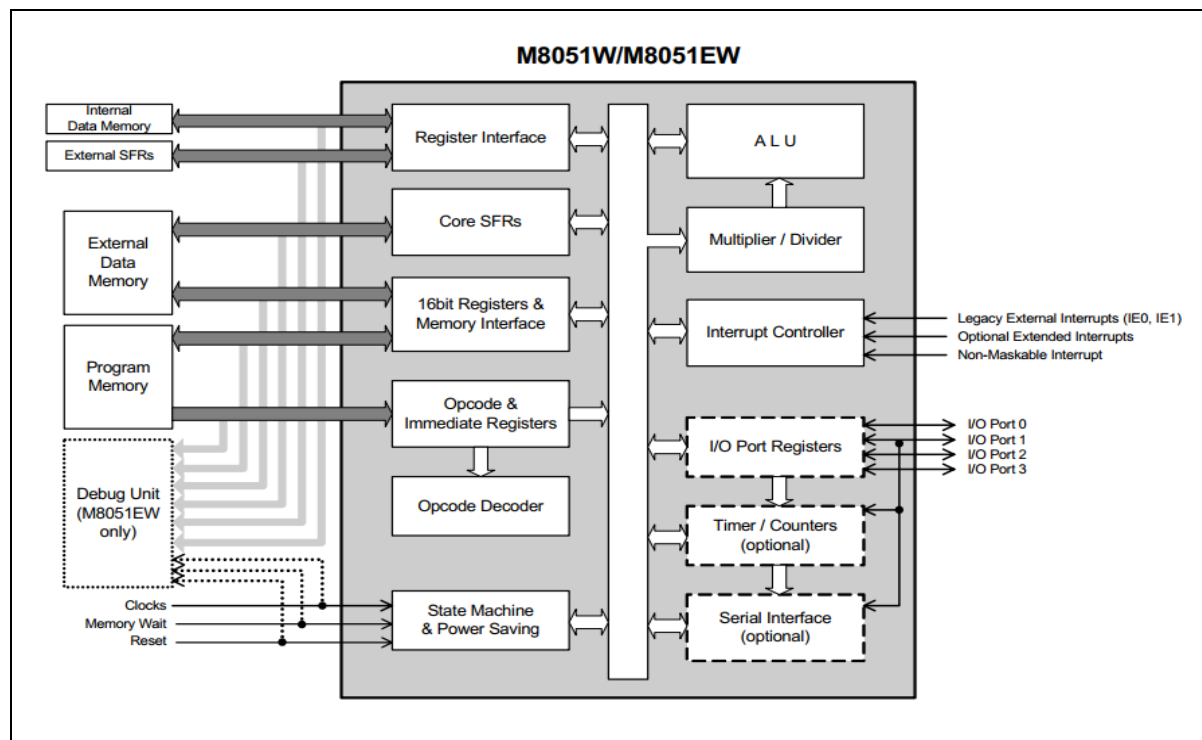 M8051W/M8051EW
Internal
Data Memory
External SFRs
External
Data
Memory
Program
Memory
Debug Unit
(M8051EW
only)
Clocks
Memory Wait
Reset
Register Interface
Core SFRs
16bit Registers &
Memory Interface
Opcode &
Immediate Registers
Opcode Decoder
State Machine
& Power Saving
A L U
Multiplier / Divider
Interrupt Controller
I/O Port Registers
Timer / Counters
(optional)
Serial Interface
(optional)
Legacy External Interrupts (IE0, IE1)
Optional Extended Interrupts
Non-Maskable Interrupt
I/O Port 0
I/O Port 1
I/O Port 2
I/O Port 3